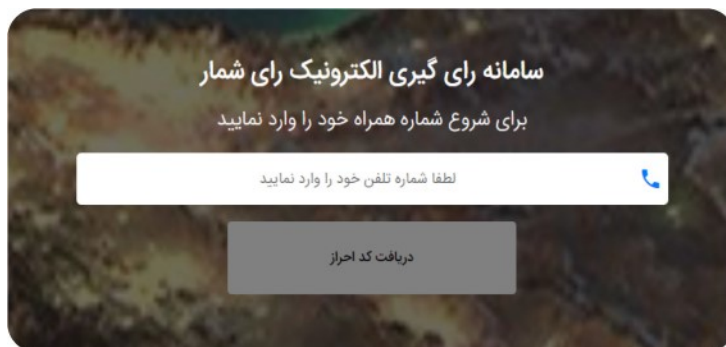 سامانه رای گیری الکترونیک رای شمار
برای شروع شماره همراه خود را وارد نمایید
لطفا شماره تلفن خود را وارد نمایید
دریافت کد احراز